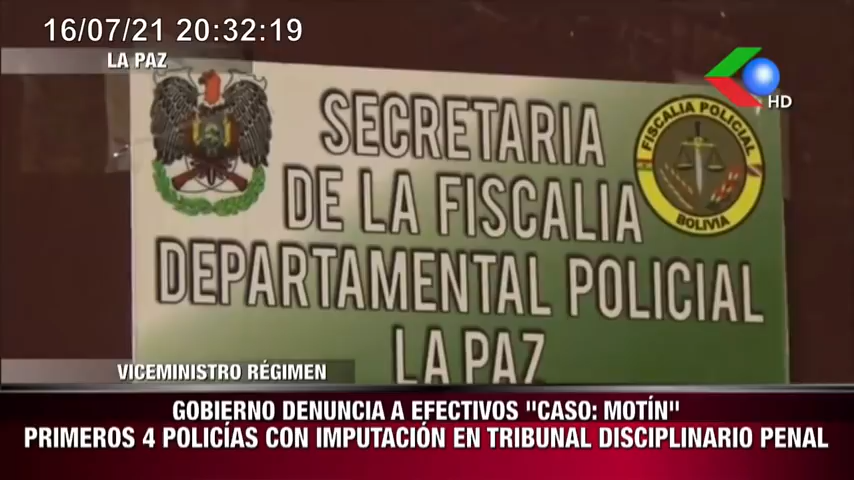 16/07/21 20:32:19
LA PAZ
HD
SECRETARIA
DE LA FISCALIA
DEPARTAMENTAL POLICIAL
LA PAZ
FISCALIA POLICIAL
BOLIVIA
VICEMINISTRO RÉGIMEN
GOBIERNO DENUNCIA A EFECTIVOS "CASO: MOTÍN"
PRIMEROS 4 POLICÍAS CON IMPUTACIÓN EN TRIBUNAL DISCIPLINARIO PENAL